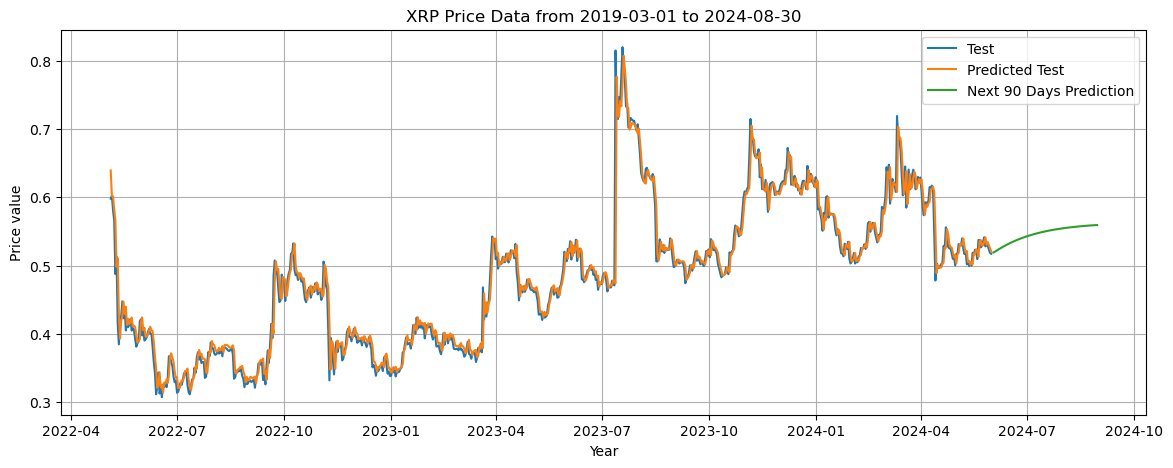 XRP Price Data from 2019-03-01 to 2024-08-30
Test
Predicted Test
Next 90 Days Prediction
Price value
0.8
0.7
0.6
0.5
0.4
0.3
2022-04 2022-07 2022-10 2023-01 2023-04 2023-07 2023-10 2024-01 2024-04 2024-07 2024-10
Year